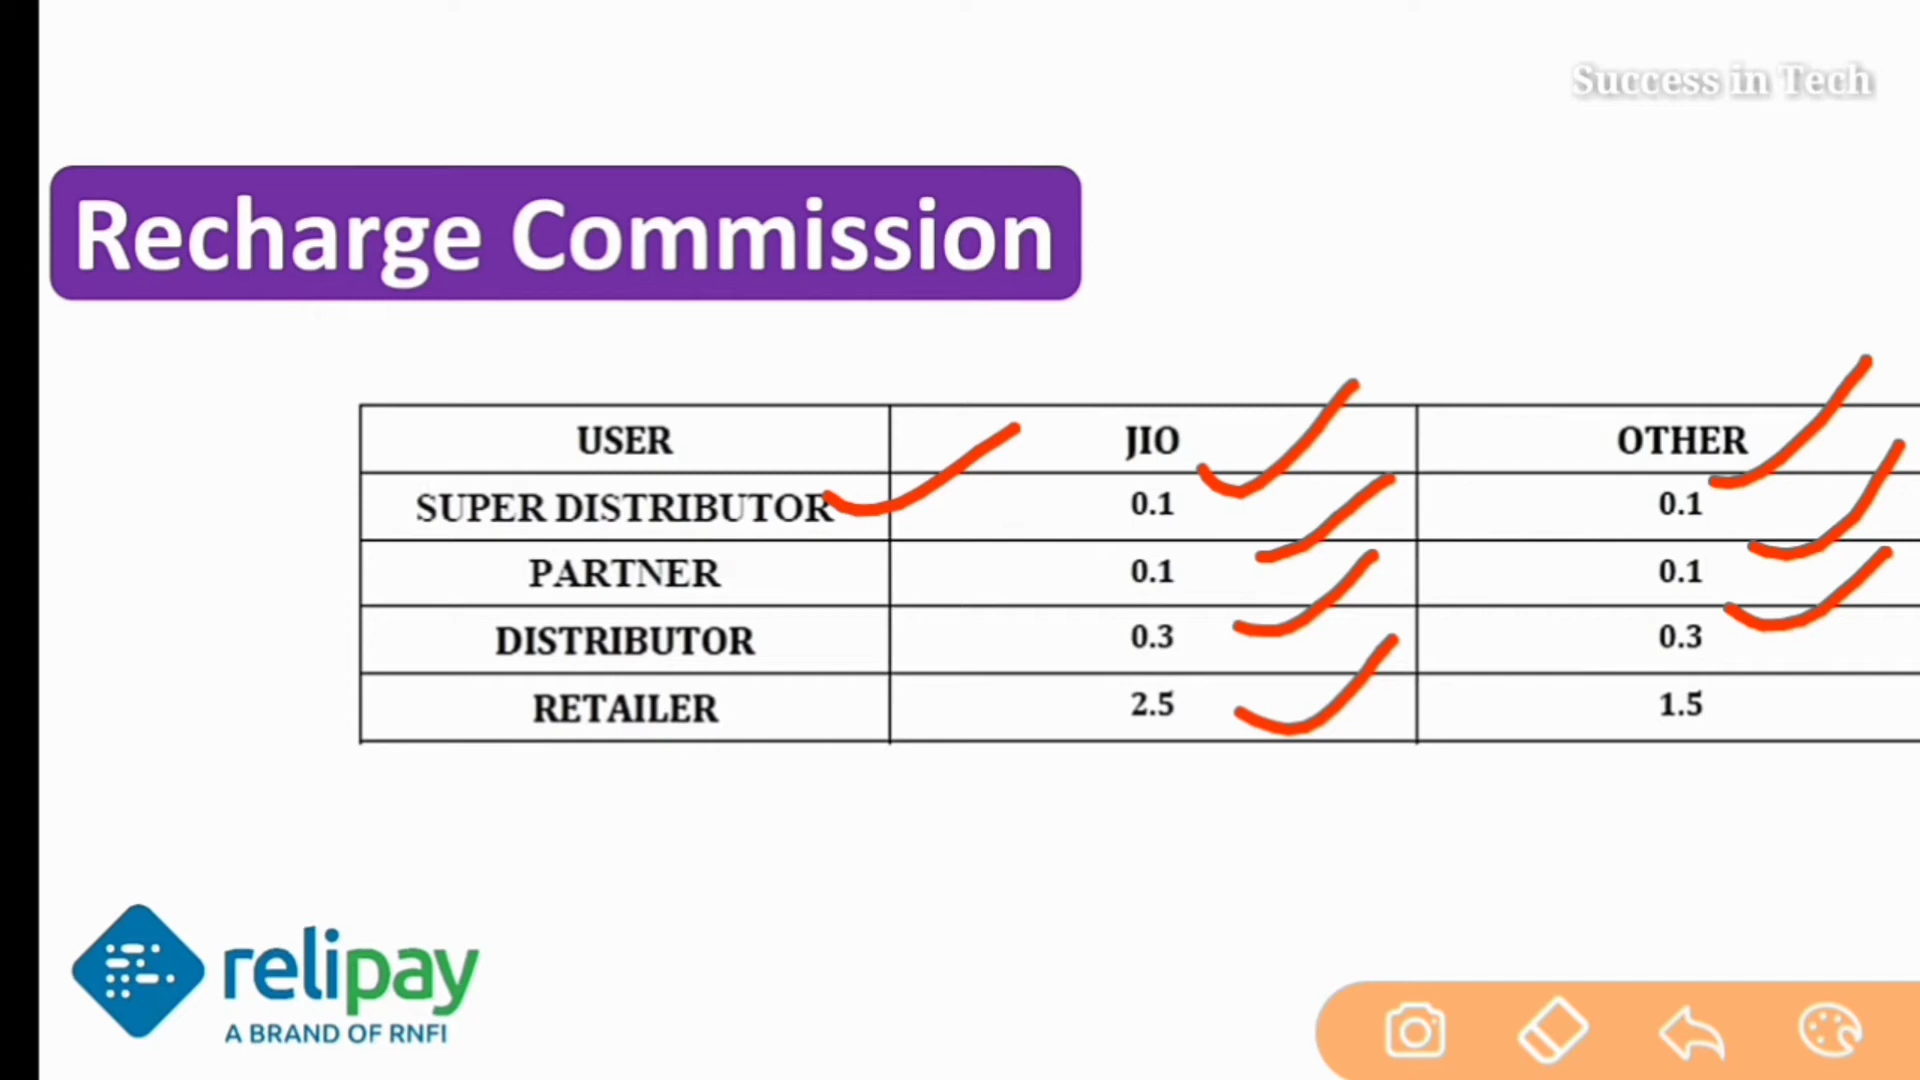 Success in Tech
Recharge Commission
USER JIO OTHER
SUPER DISTRIBUTOR 0.1 0.1
PARTNER 0.1 0.1
DISTRIBUTOR 0.3 0.3
RETAILER 2.5 1.5
relipay
A BRAND OF RNFI